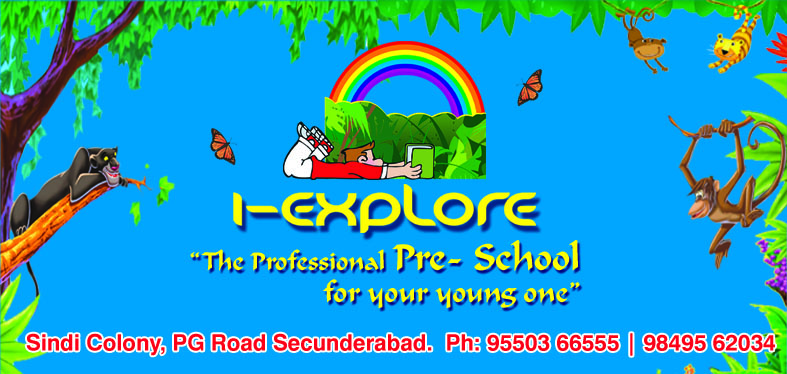 I-EXPLORE
"The Professional Pre- School
for your young one"
Sindi Colony, PG Road Secunderabad. Ph: 95503 66555 | 98495 62034